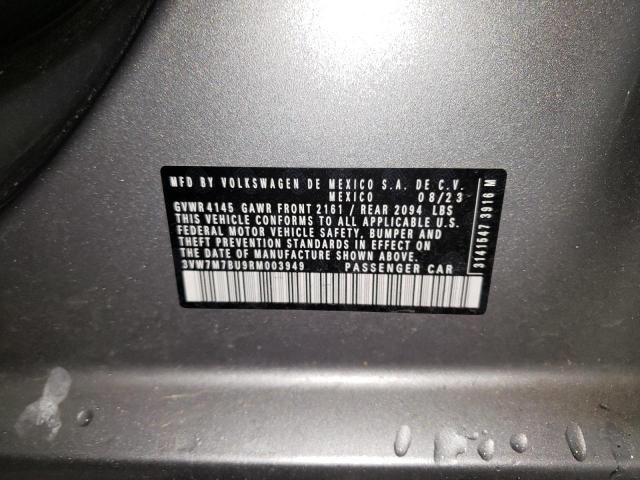 MFD BY VOLKSWAGEN DE MEXICO S.A. DE C.V.
MEXICO 08/23
GVWR 4145 GAWR FRONT 2161 / REAR 2094 LBS
THIS VEHICLE CONFORMS TO ALL APPLICABLE U.S.
FEDERAL MOTOR VEHICLE SAFETY, BUMPER AND
THEFT PREVENTION STANDARDS IN EFFECT ON
THE DATE OF MANUFACTURE SHOWN ABOVE.
3VW7M7BU9RM003949 PASSENGER CAR
3141547 3916 M